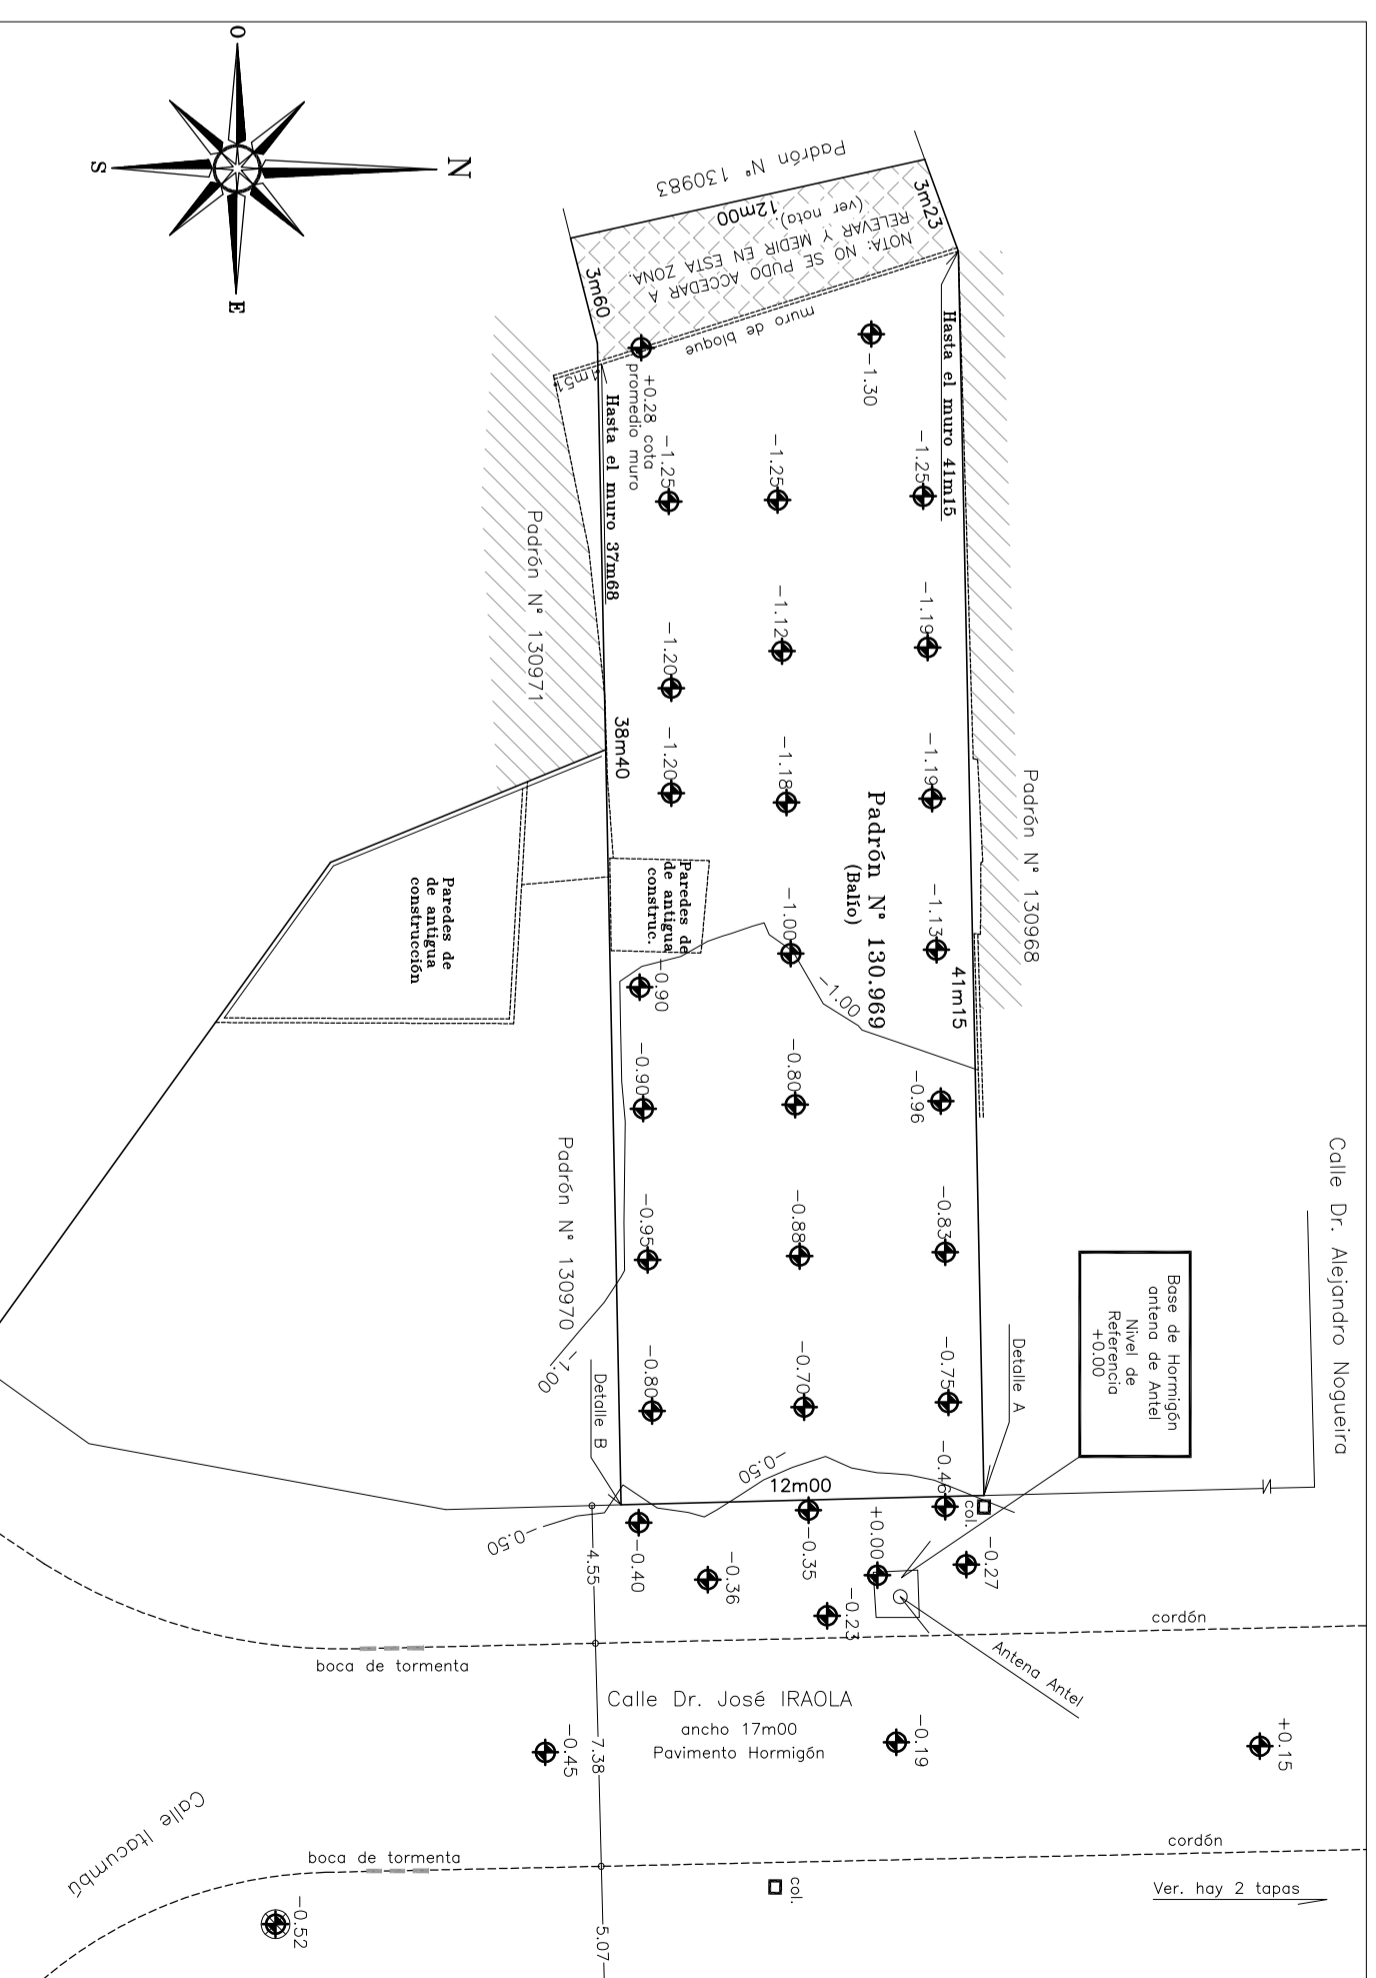 O
N
S
E
Padrón N° 130983
12m00
(ver nota).
NOTA: NO SE PUDO ACCEDAR A
RELEVAR Y MEDIR EN ESTA ZONA.
3m23
3m60
muro de bloque
1m51
+0.28 cota
promedio muro
Hasta el muro 41m15
Hasta el muro 37m68
-1.30
-1.25
-1.25
-1.25
Padrón N° 130971
-1.19
-1.12
-1.20
38m40
-1.19
-1.18
-1.20
Padrón N° 130968
Padrón N° 130.969
(Balío)
Paredes de
de antigua
construc.
Paredes de
de antigua
construcción
-1.13
-1.00
-0.90
41m15
-1.00
-0.96
-0.80
-0.90
Padrón N° 130970
-0.83
-0.88
-0.95
-1.00
Calle Dr. Alejandro Nogueira
Base de Hormigón
antena de Antel
Nivel de
Referencia
+0.00
Detalle A
Detalle B
-0.75
-0.70
-0.80
-0.50
12m00
-0.46
col.
-0.50
-0.40
-0.35
+0.00
-0.27
-0.36
-0.23
4.55
cordón
boca de tormenta
Antena Antel
Calle Dr. José IRAOLA
ancho 17m00
Pavimento Hormigón
-0.45
7.38
-0.19
+0.15
Calle Itacumbú
boca de tormenta
cordón
col.
Ver. hay 2 tapas
-0.52
5.07